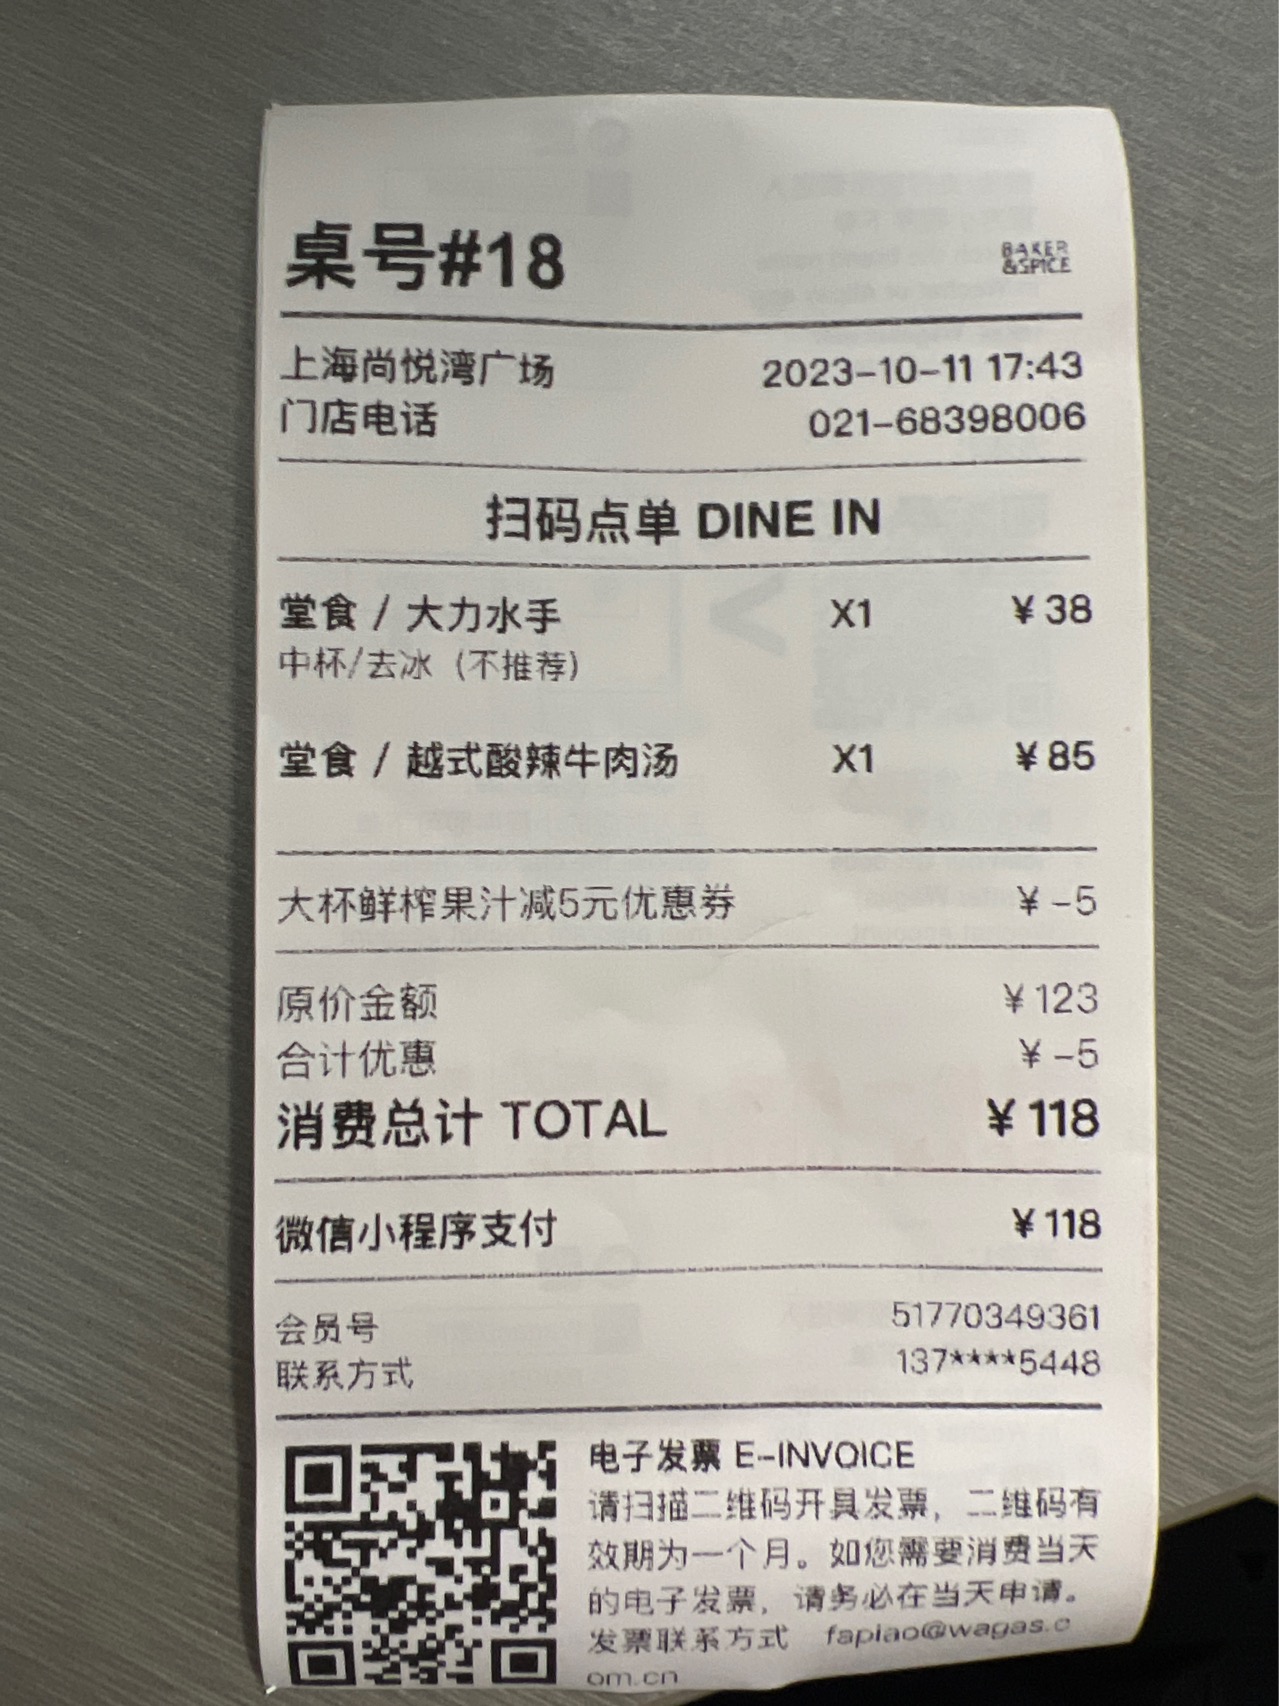 桌号#18
BAKER
&SPICE
上海尚悦湾广场 2023-10-11 17:43
门店电话 021-68398006
扫码点单 DINE IN
堂食 / 大力水手 X1 ¥38
中杯/去冰（不推荐）
堂食 / 越式酸辣牛肉汤 X1 ¥85
大杯鲜榨果汁减5元优惠券 ¥-5
原价金额 ¥123
合计优惠 ¥-5
消费总计 TOTAL ¥118
微信小程序支付 ¥118
会员号 51770349361
联系方式 137****5448
电子发票 E-INVOICE
请扫描二维码开具发票，二维码有
效期为一个月。如您需要消费当天
的电子发票，请务必在当天申请。
发票联系方式 fapiao@wagas.c
om.cn